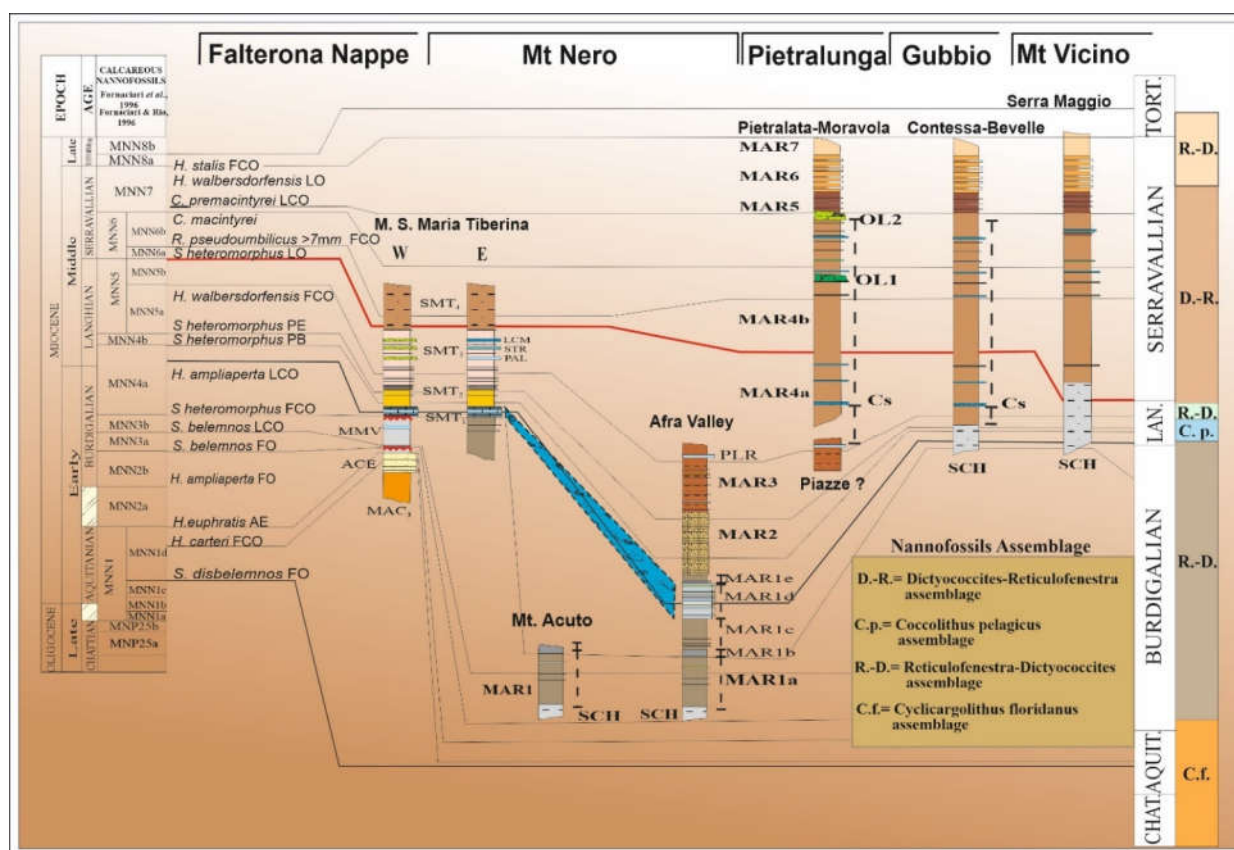 Falterona Nappe
Mt Nero
Pietralunga
Gubbio
Mt Vicino
EPOCH
AGE
CALCAREOUS
NANNOFOSSILS
Fornaciari et al.,
1996
Fornaciari & Rio,
1996
MIOCENE
OLIGOCENE
Late
Middle
Early
Late
SERRAVALLIAN
LANGHIAN
BURDIGALIAN
AQUITANIAN
CHATTIAN
MNN8b
MNN8a
MNN7
MNN6
MNN6b
MNN6a
MNN5
MNN5b
MNN5a
MNN4b
MNN4a
MNN3b
MNN3a
MNN2b
MNN2a
MNN1
MNN1d
MNN1c
MNN1b
MNN1a
MNP25b
MNP25a
H. stalis FCO
H. walbersdorfensis LO
C. premacintyrei LCO
C. macintyrei
R. pseudoumbilicus >7mm FCO
S heteromorphus LO
H. walbersdorfensis FCO
S heteromorphus PE
S heteromorphus PB
H. ampliaperta LCO
S heteromorphus FCO
S. belemnos LCO
S. belemnos FO
H. ampliaperta FO
H.euphratis AE
H. carteri FCO
S. disbelemnos FO
M. S. Maria Tiberina
W
E
SMT4
SMT3
SMT2
SMT1
LCM
STR
PAL
MMV
ACE
MAC3
Mt. Acuto
MAR1
SCH
Afra Valley
PLR
MAR3
MAR2
MAR1e
MAR1d
MAR1c
MAR1b
MAR1a
SCH
Pietralata-Moravola
MAR7
MAR6
MAR5
OL2
OL1
MAR4b
MAR4a
Cs
Piazze ?
Contessa-Bevelle
Cs
SCH
Serra Maggio
SCH
Nannofossils Assemblage
D.-R.= Dictyococcites-Reticulofenestra
assemblage
C.p.= Coccolithus pelagicus
assemblage
R.-D.= Reticulofenestra-Dictyococcites
assemblage
C.f.= Cyclicargolithus floridanus
assemblage
TORT.
SERRAVALLIAN
LAN.
BURDIGALIAN
AQUIT.
CHAT.
R.-D.
D.-R.
R.-D.
C. p.
R.-D.
C.f.